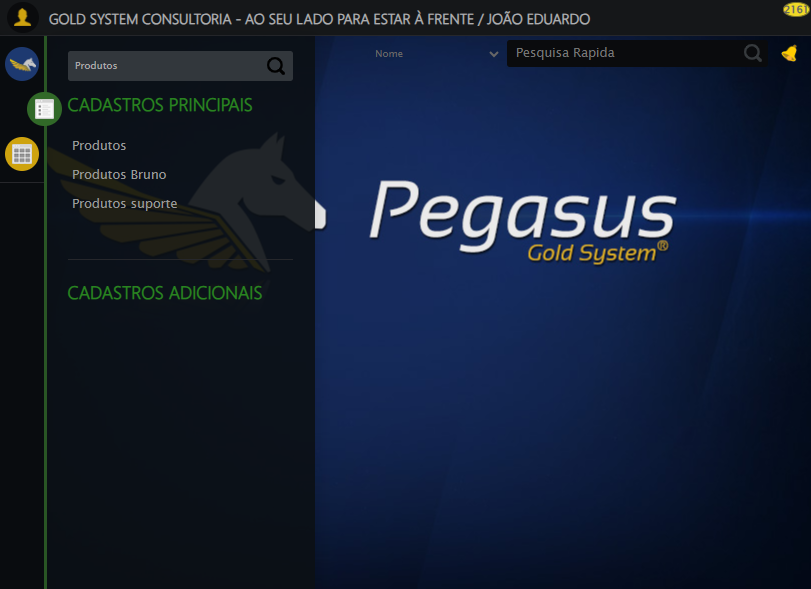 GOLD SYSTEM CONSULTORIA - AO SEU LADO PARA ESTAR À FRENTE / JOÃO EDUARDO
2161
Produtos
Nome
Pesquisa Rapida
CADASTROS PRINCIPAIS
Produtos
Produtos Bruno
Produtos suporte
CADASTROS ADICIONAIS
Pegasus
Gold System®